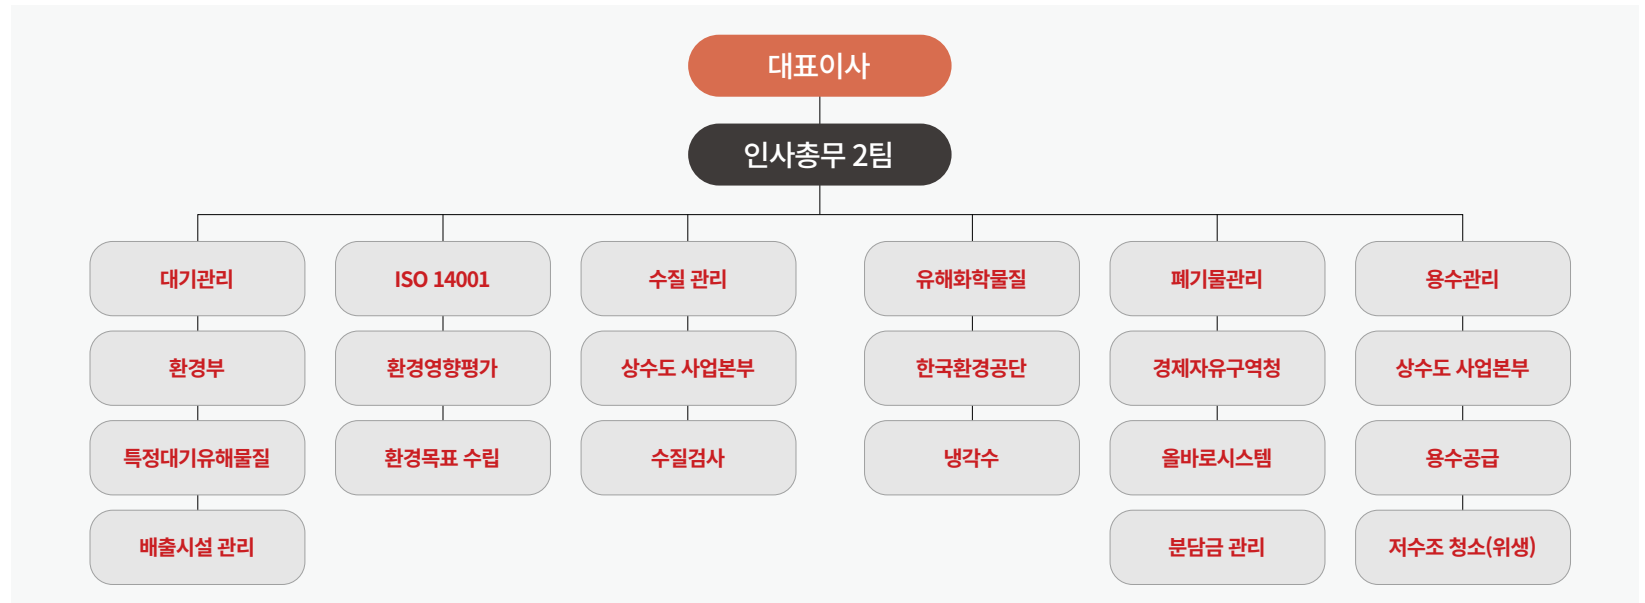 대표이사
인사총무 2팀
대기관리
ISO 14001
수질 관리
유해화학물질
폐기물관리
용수관리
환경부
환경영향평가
상수도 사업본부
한국환경공단
경제자유구역청
상수도 사업본부
특정대기유해물질
환경목표 수립
수질검사
냉각수
올바로시스템
용수공급
배출시설 관리
분담금 관리
저수조 청소(위생)